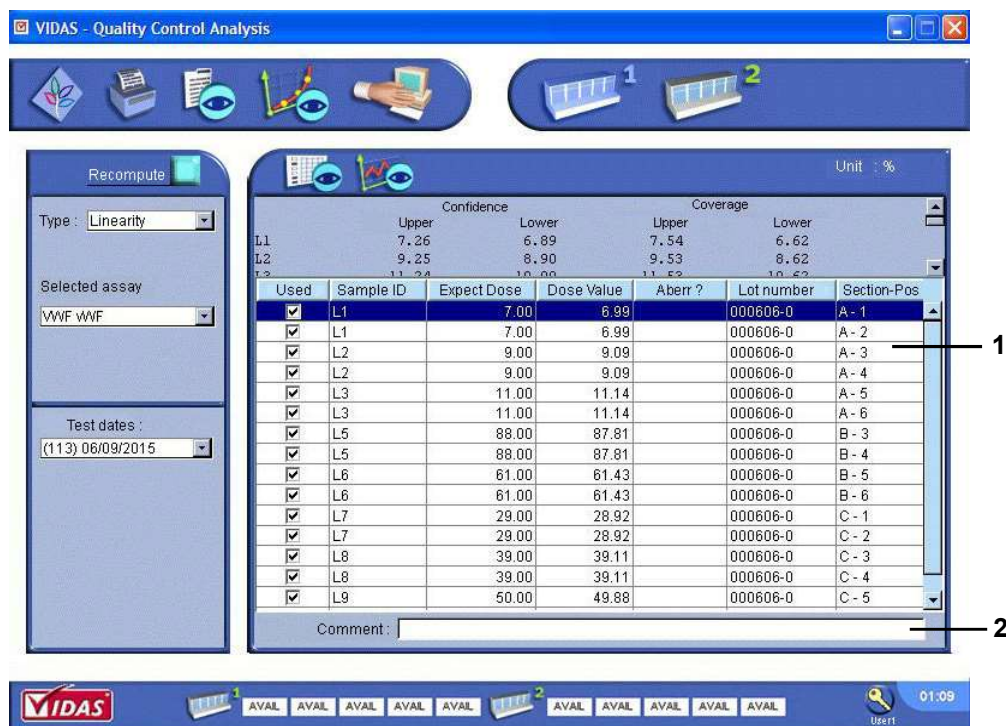 VIDAS - Quality Control Analysis
1
2
Recompute
Type : Linearity
Selected assay
VWF vWF
Test dates :
(113) 06/09/2015
Unit : %
Confidence Coverage
Upper Lower Upper Lower
L1 7.26 6.89 7.54 6.62
L2 9.25 8.90 9.53 8.62
Used Sample ID Expect Dose Dose Value Aberr ? Lot number Section-Pos
L1 7.00 6.99 000606-0 A - 1
L1 7.00 6.99 000606-0 A - 2
L2 9.00 9.09 000606-0 A - 3
L2 9.00 9.09 000606-0 A - 4
L3 11.00 11.14 000606-0 A - 5
L3 11.00 11.14 000606-0 A - 6
L5 88.00 87.81 000606-0 B - 3
L5 88.00 87.81 000606-0 B - 4
L6 61.00 61.43 000606-0 B - 5
L6 61.00 61.43 000606-0 B - 6
L7 29.00 28.92 000606-0 C - 1
L7 29.00 28.92 000606-0 C - 2
L8 39.00 39.11 000606-0 C - 3
L8 39.00 39.11 000606-0 C - 4
L9 50.00 49.88 000606-0 C - 5
Comment :
1
2
VIDAS
1 AVAIL AVAIL AVAIL AVAIL AVAIL 2 AVAIL AVAIL AVAIL AVAIL AVAIL
User1
01:09